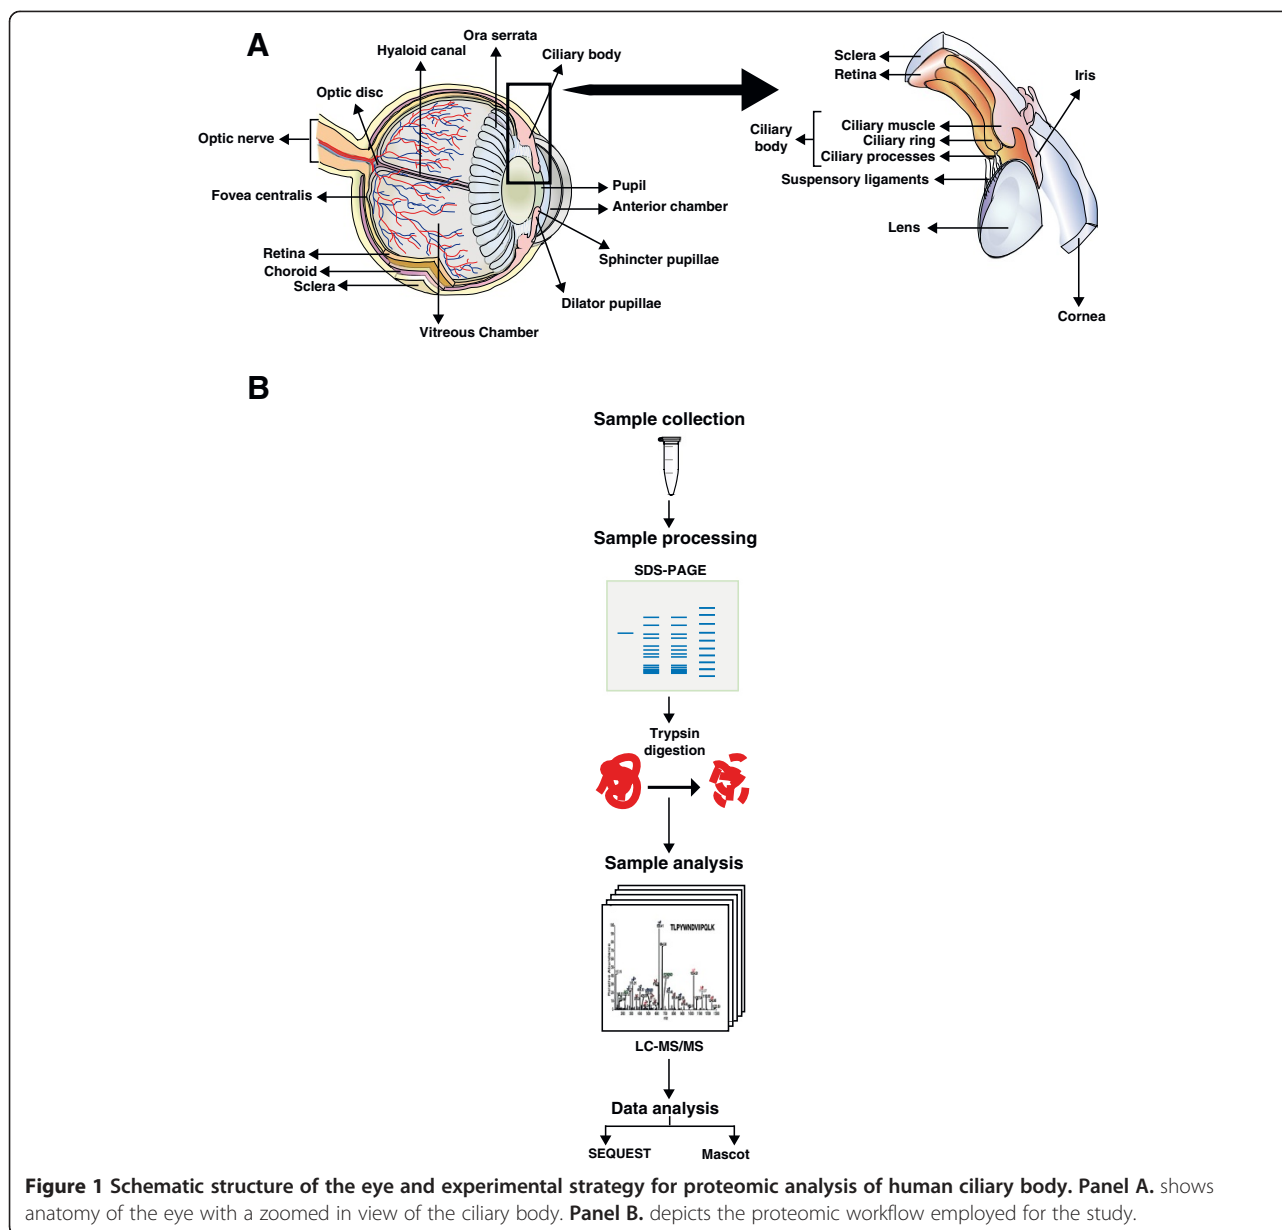 A
Ora serrata
Hyaloid canal
Ciliary body
Optic disc
Optic nerve
Fovea centralis
Retina
Choroid
Sclera
Vitreous Chamber
Pupil
Anterior chamber
Sphincter pupillae
Dilator pupillae
Sclera
Retina
Iris
Ciliary body
Ciliary muscle
Ciliary ring
Ciliary processes
Suspensory ligaments
Lens
Cornea
B
Sample collection
Sample processing
SDS-PAGE
Trypsin
digestion
Sample analysis
TLPYWNDVIIPQLK
LC-MS/MS
Data analysis
SEQUEST
Mascot
Figure 1 Schematic structure of the eye and experimental strategy for proteomic analysis of human ciliary body. Panel A. shows
anatomy of the eye with a zoomed in view of the ciliary body. Panel B. depicts the proteomic workflow employed for the study.